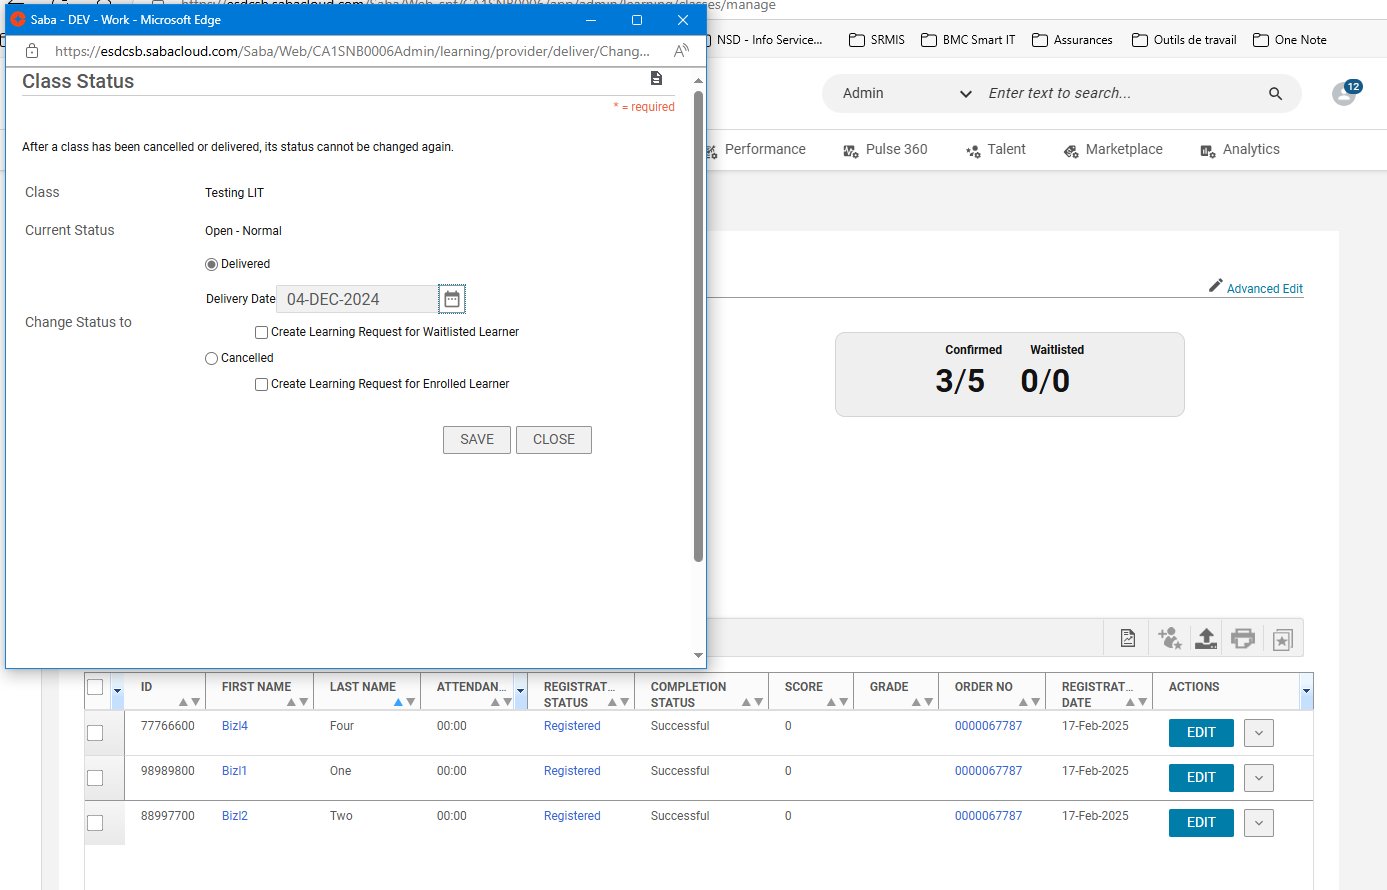 Saba - DEV - Work - Microsoft Edge
https://esdcsb.sabacloud.com/Saba/Web/CA1SNB0006Admin/learning/provider/deliver/Chang...
Class Status
* = required
After a class has been cancelled or delivered, its status cannot be changed again.
Class Testing LIT
Current Status Open - Normal
Change Status to
Delivered
Delivery Date 04-DEC-2024
Create Learning Request for Waitlisted Learner
Cancelled
Create Learning Request for Enrolled Learner
SAVE CLOSE
NSD - Info Service... SRMIS BMC Smart IT Assurances Outils de travail One Note
Admin Enter text to search... 12
Performance Pulse 360 Talent Marketplace Analytics
Advanced Edit
Confirmed Waitlisted
3/5 0/0
ID FIRST NAME LAST NAME ATTENDAN... REGISTRAT... STATUS COMPLETION STATUS SCORE GRADE ORDER NO REGISTRAT... DATE ACTIONS
77766600 Bizl4 Four 00:00 Registered Successful 0 0000067787 17-Feb-2025 EDIT
98989800 Bizl1 One 00:00 Registered Successful 0 0000067787 17-Feb-2025 EDIT
88997700 Bizl2 Two 00:00 Registered Successful 0 0000067787 17-Feb-2025 EDIT